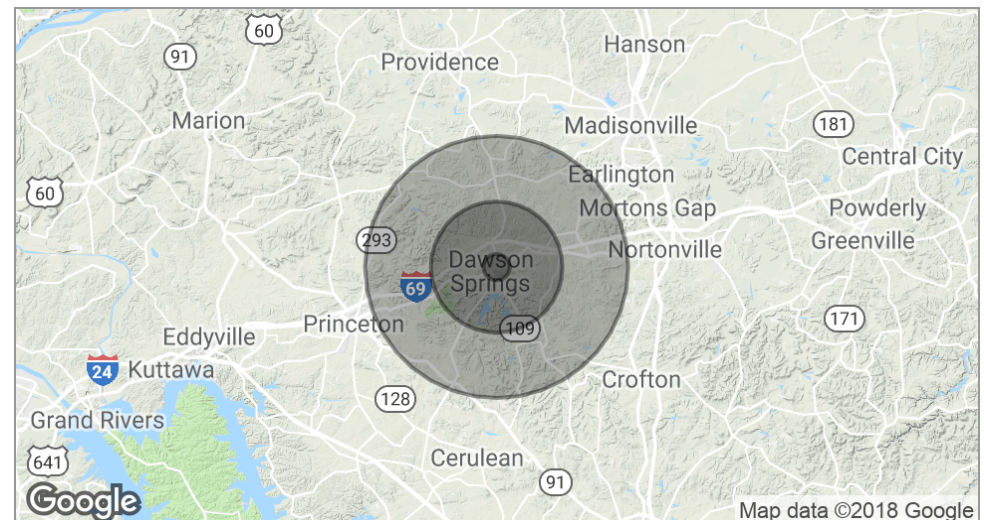 60
91
Hanson
Providence
Marion
Madisonville
181
Central City
Earlington
60
Mortons Gap
Powderly
293
Nortonville
Greenville
Dawson
Springs
69
109
171
Princeton
Eddyville
24
Kuttawa
Crofton
128
Grand Rivers
641
Cerulean
91
Google
Map data ©2018 Google